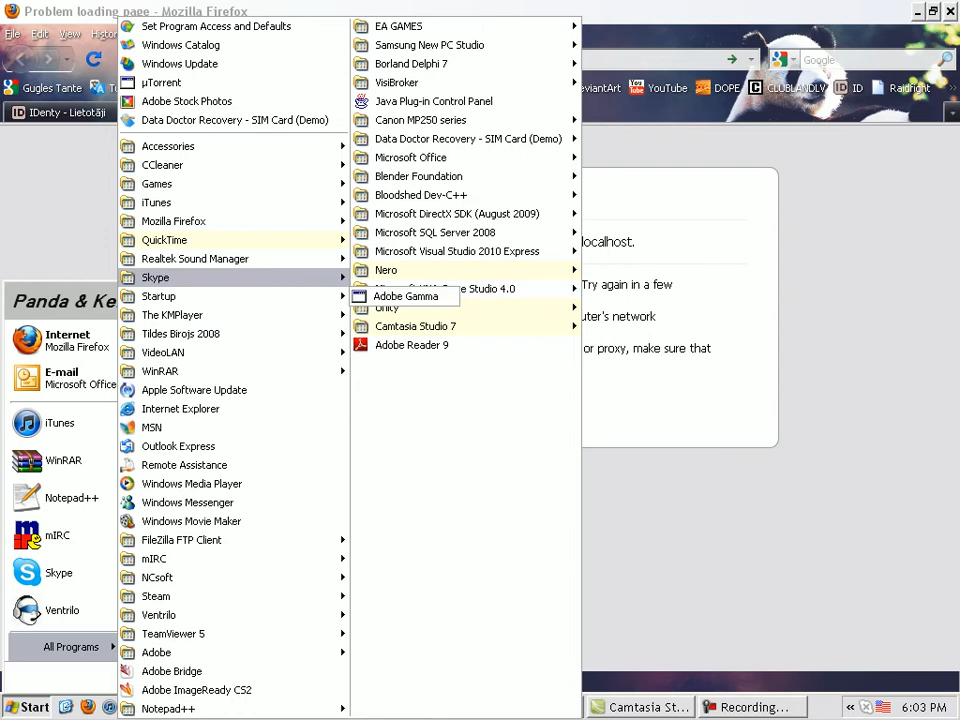 Problem loading page - Mozilla Firefox
File Edit View Histor
Google
Gugles Tante
eviantArt YouTube DOPE CLUBLANDLV ID Raidright
IDenty - Lietotāji
Set Program Access and Defaults
Windows Catalog
Windows Update
µTorrent
Adobe Stock Photos
Data Doctor Recovery - SIM Card (Demo)
Accessories
CCleaner
Games
iTunes
Mozilla Firefox
QuickTime
Realtek Sound Manager
Skype
Startup
The KMPlayer
Tildes Birojs 2008
VideoLAN
WinRAR
Apple Software Update
Internet Explorer
MSN
Outlook Express
Remote Assistance
Windows Media Player
Windows Messenger
Windows Movie Maker
FileZilla FTP Client
mIRC
NCsoft
Steam
Ventrilo
TeamViewer 5
Adobe
Adobe Bridge
Adobe ImageReady CS2
Notepad++
EA GAMES
Samsung New PC Studio
Borland Delphi 7
VisiBroker
Java Plug-in Control Panel
Canon MP250 series
Data Doctor Recovery - SIM Card (Demo)
Microsoft Office
Blender Foundation
Bloodshed Dev-C++
Microsoft DirectX SDK (August 2009)
Microsoft SQL Server 2008
Microsoft Visual Studio 2010 Express
Nero
Studio 4.0
Adobe Gamma
Unity
Camtasia Studio 7
Adobe Reader 9
localhost.
Try again in a few
uter's network
or proxy, make sure that
Panda & Ke
Internet
Mozilla Firefox
E-mail
Microsoft Office
iTunes
WinRAR
Notepad++
mIRC
Skype
Ventrilo
All Programs
Start
Camtasia St...
Recording...
6:03 PM